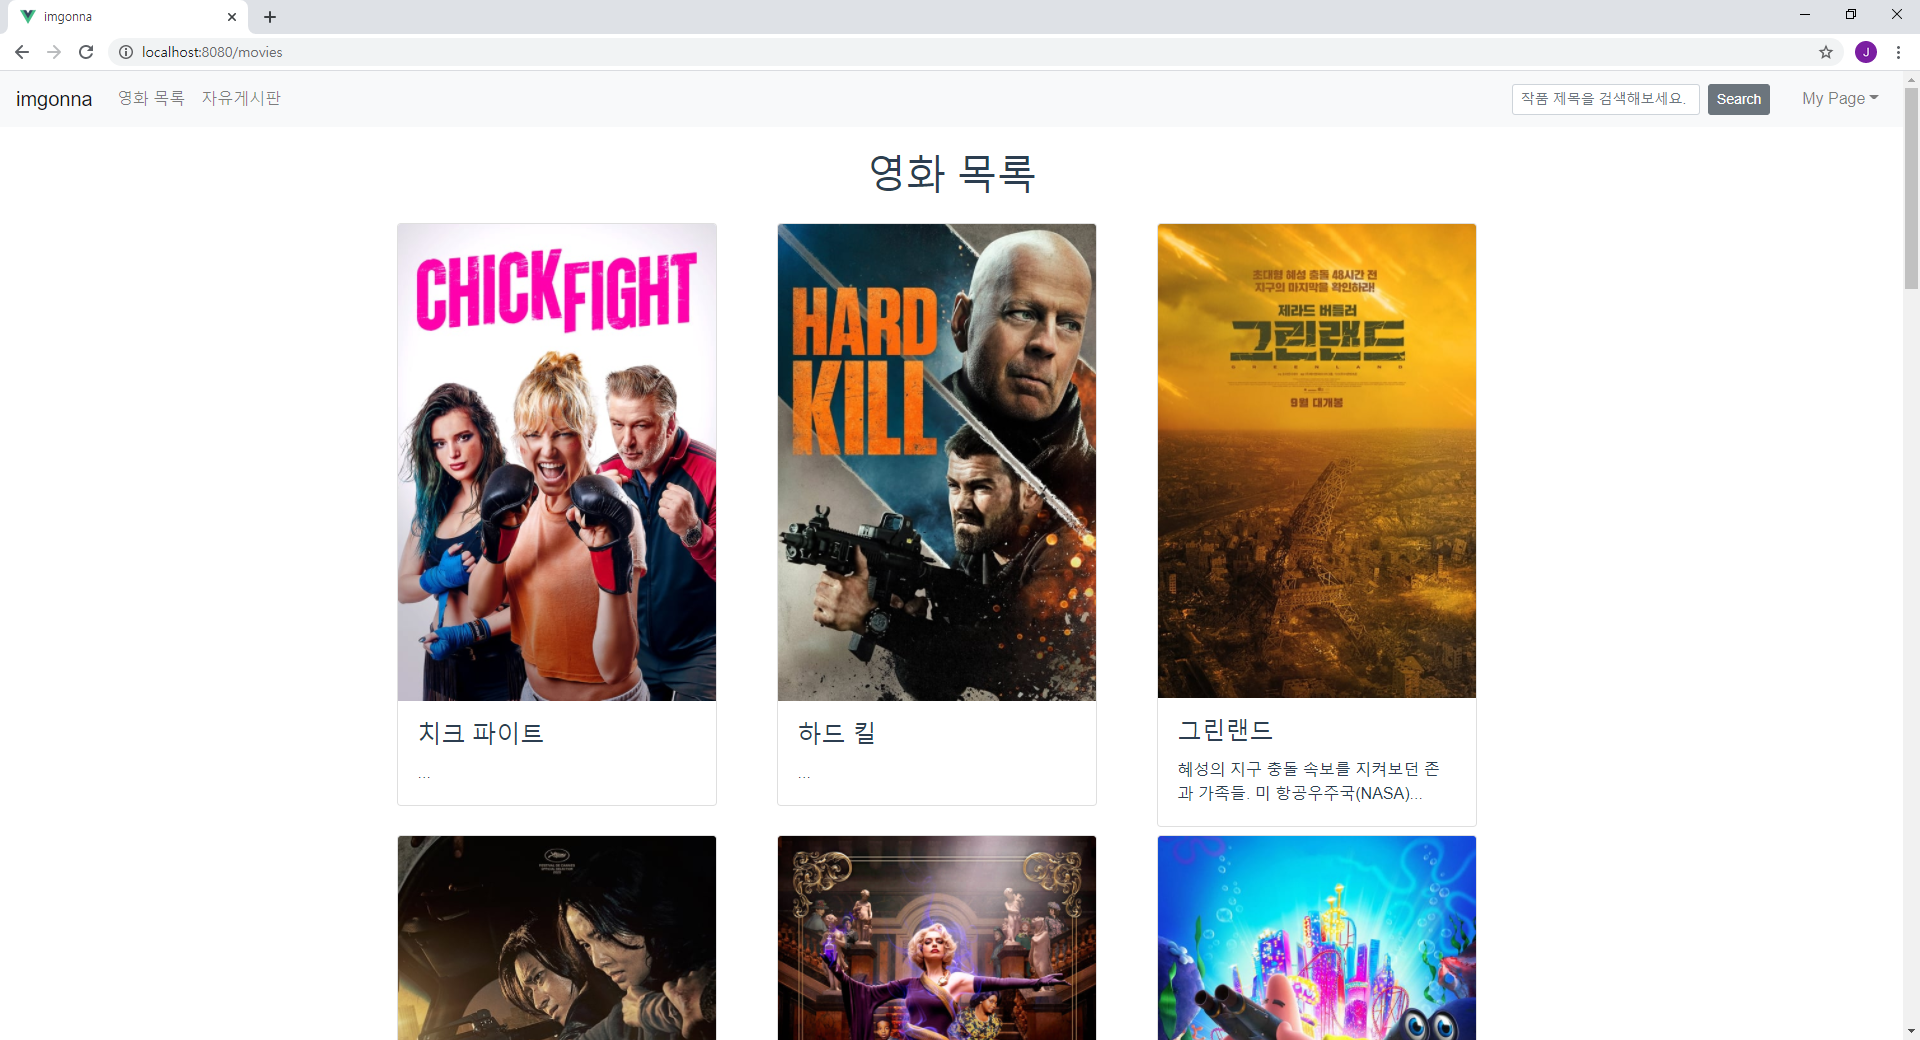 imgonna
localhost:8080/movies
J
imgonna 영화 목록 자유게시판 작품 제목을 검색해보세요. Search My Page
영화 목록
CHICKFIGHT
HARD
KILL
초대형 혜성 충돌 48시간 전
지구의 마지막을 확인하라!
제라드 버틀러
그린랜드
GREENLAND
9월 대개봉
치크 파이트
...
하드 킬
...
그린랜드
혜성의 지구 충돌 속보를 지켜보던 존
과 가족들. 미 항공우주국(NASA)...